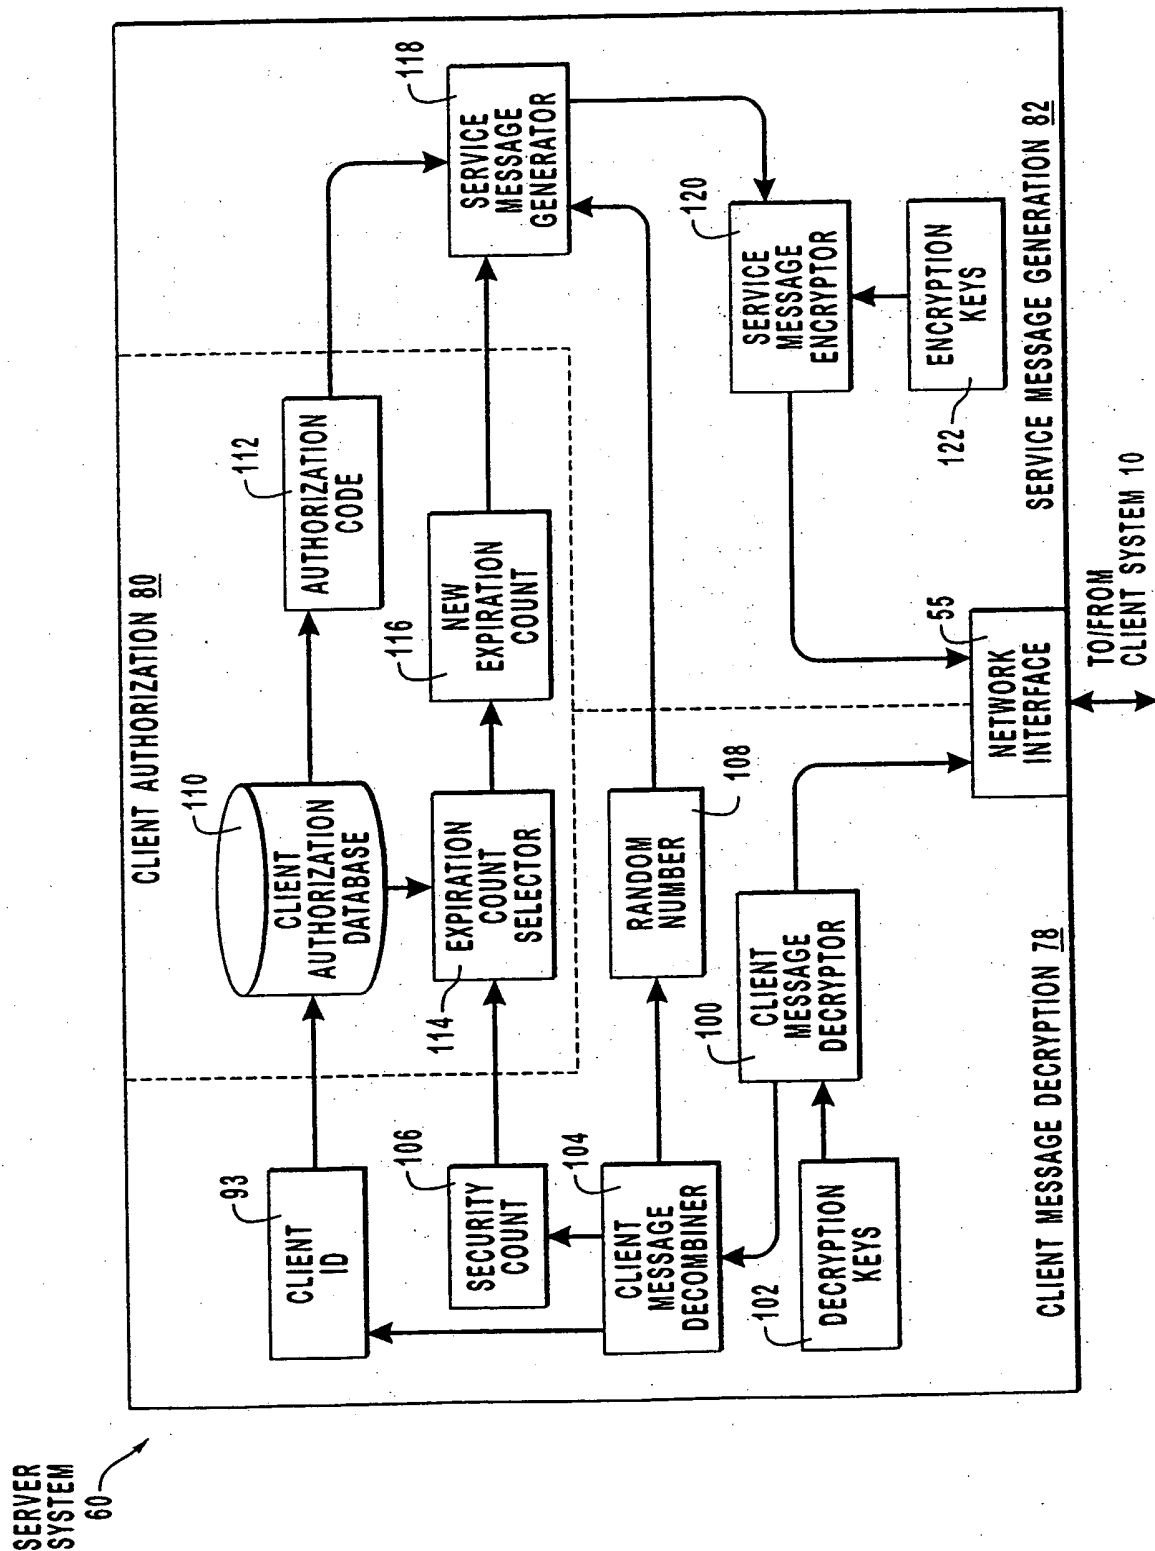 SERVER
SYSTEM
60
CLIENT AUTHORIZATION 80
93
CLIENT
ID
110
CLIENT
AUTHORIZATION
DATABASE
112
AUTHORIZATION
CODE
118
SERVICE
MESSAGE
GENERATOR
106
SECURITY
COUNT
114
EXPIRATION
COUNT
SELECTOR
116
NEW
EXPIRATION
COUNT
104
CLIENT
MESSAGE
DECOMBINER
RANDOM
NUMBER
108
120
SERVICE
MESSAGE
ENCRYPTOR
102
DECRYPTION
KEYS
100
CLIENT
MESSAGE
DECRYPTOR
ENCRYPTION
KEYS
122
55
NETWORK
INTERFACE
CLIENT MESSAGE DECRYPTION 78
SERVICE MESSAGE GENERATION 82
TO/FROM
CLIENT SYSTEM 10